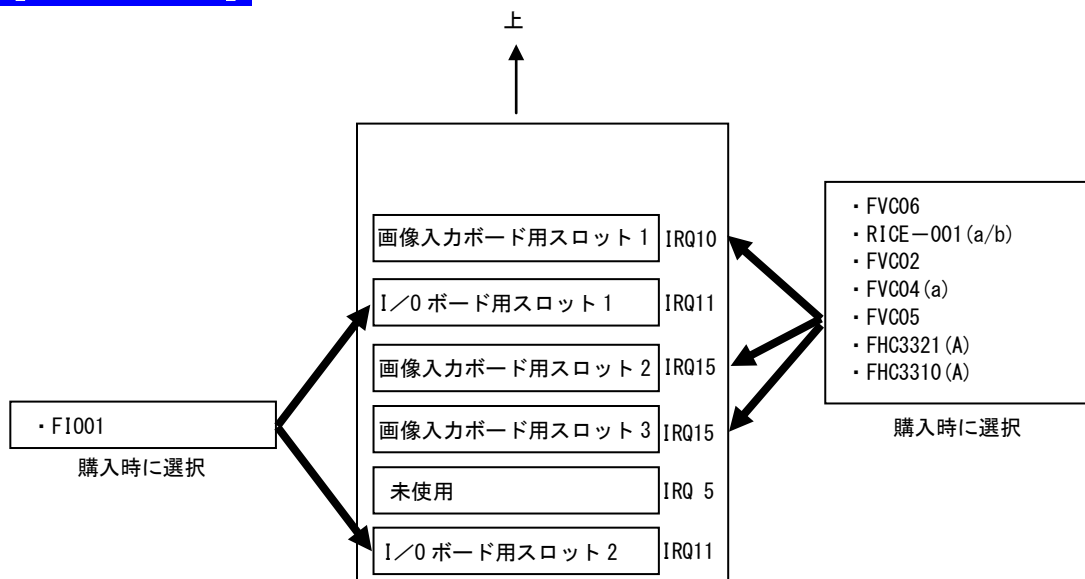 上
画像入力ボード用スロット1 IRQ10
I/Oボード用スロット1 IRQ11
画像入力ボード用スロット2 IRQ15
画像入力ボード用スロット3 IRQ15
未使用 IRQ 5
I/Oボード用スロット2 IRQ11
・FIO01
購入時に選択
・FVC06
・RICE-001(a/b)
・FVC02
・FVC04(a)
・FVC05
・FHC3321(A)
・FHC3310(A)
購入時に選択